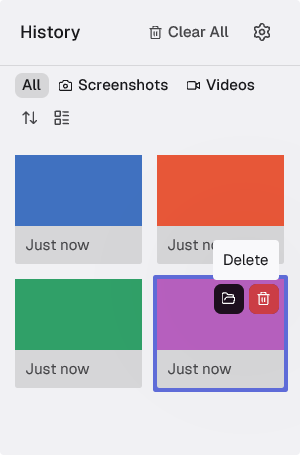 History
Clear All
All
Screenshots
Videos
Just now
Just now
Delete
Just now
Just now